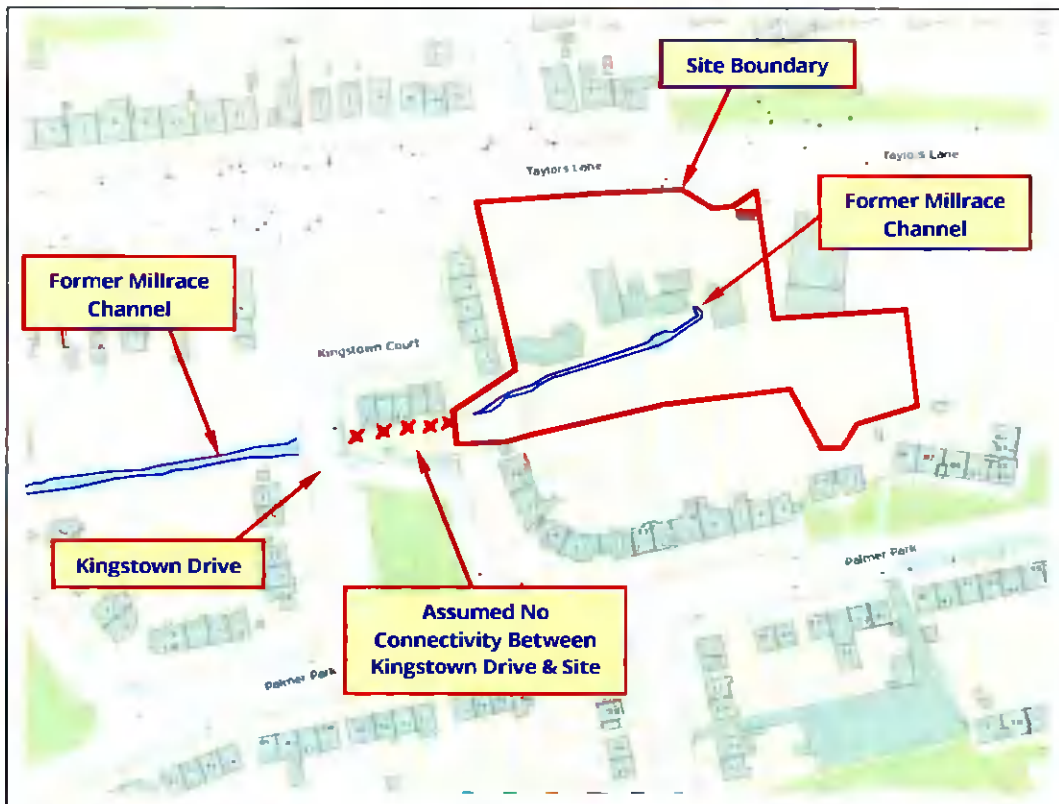 Site Boundary
Taylors Lane
Taylors Lane
Former Millrace
Channel
Former Millrace
Channel
Kingstown Court
Kingstown Drive
Assumed No
Connectivity Between
Kingstown Drive & Site
Palmer Park
Palmer Park